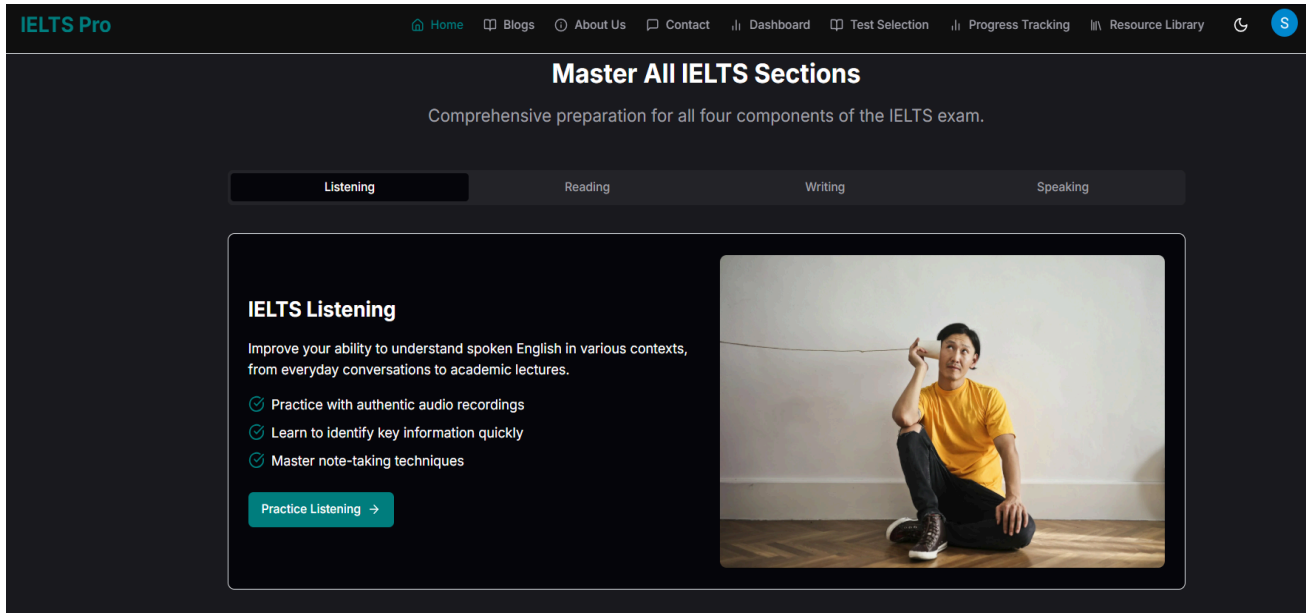 IELTS Pro
Home Blogs About Us Contact Dashboard Test Selection Progress Tracking Resource Library S
Master All IELTS Sections
Comprehensive preparation for all four components of the IELTS exam.
Listening Reading Writing Speaking
IELTS Listening
Improve your ability to understand spoken English in various contexts,
from everyday conversations to academic lectures.
Practice with authentic audio recordings
Learn to identify key information quickly
Master note-taking techniques
Practice Listening →